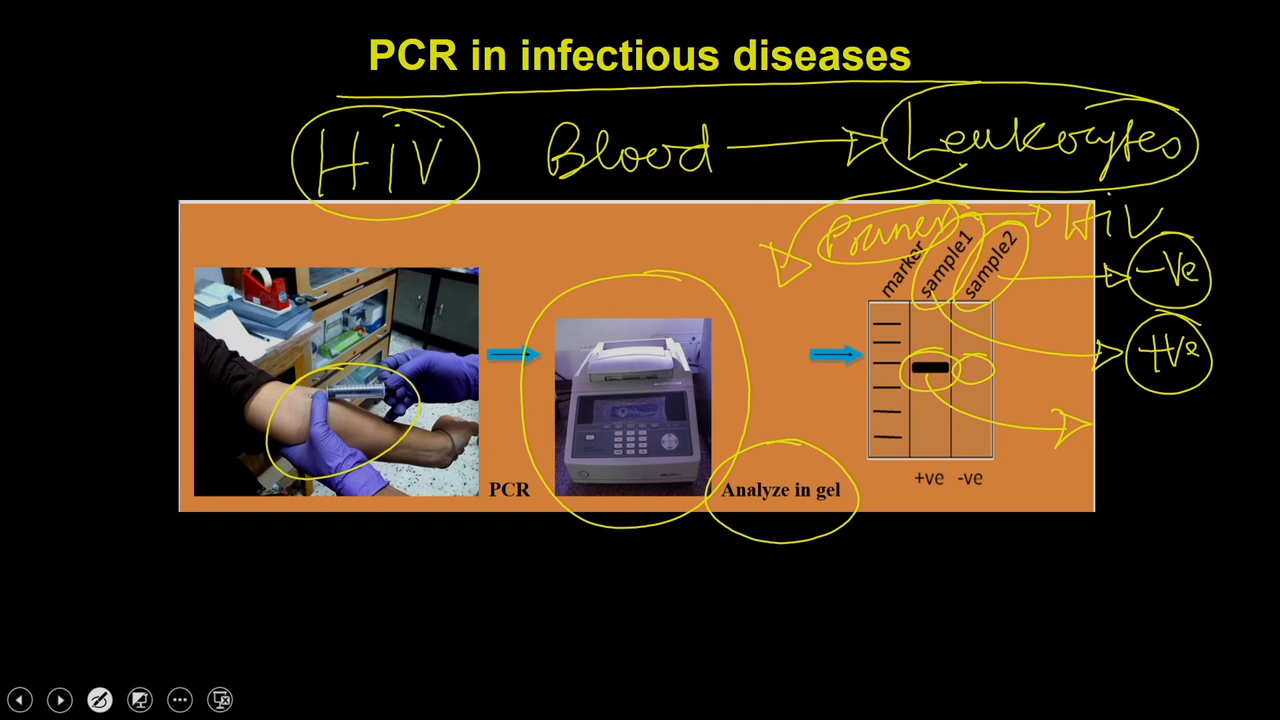 PCR in infectious diseases
HiV Blood Leukocytes
Primers HiV
marker sample1 sample2
-Ve
+Ve
PCR Analyze in gel
+ve -ve